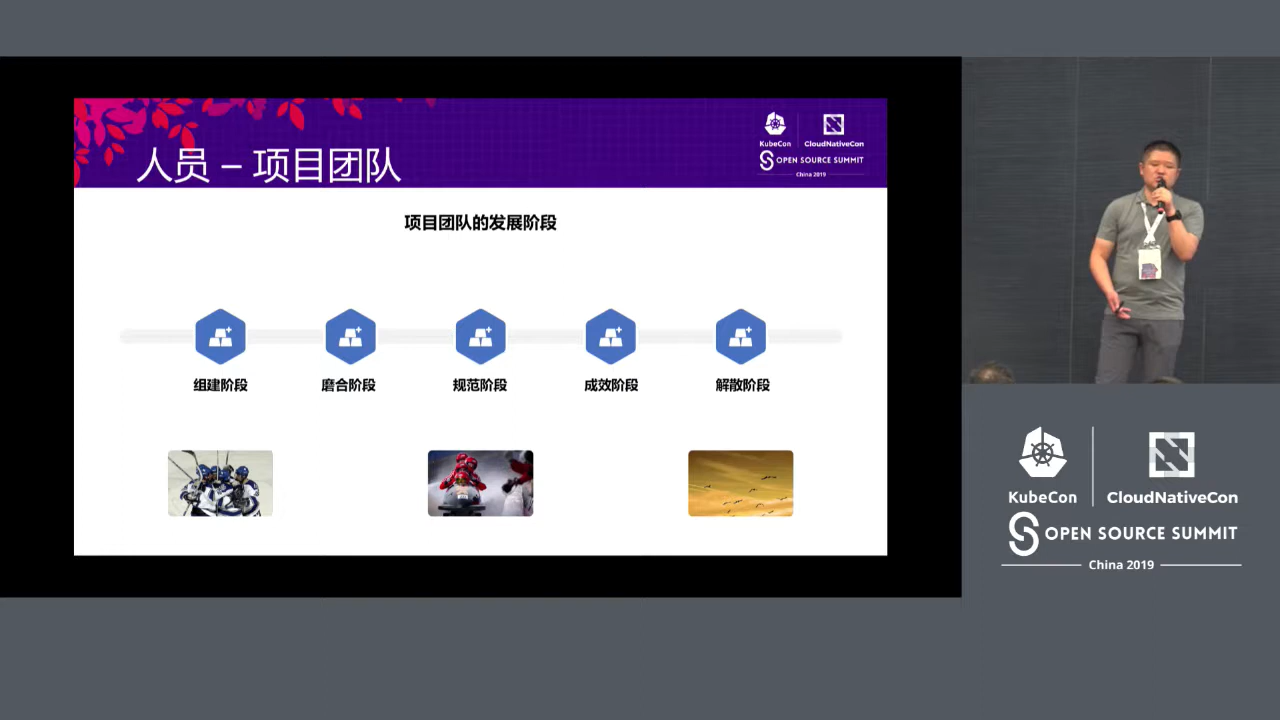 人员 – 项目团队
KubeCon
CloudNativeCon
OPEN SOURCE SUMMIT
China 2019
项目团队的发展阶段
组建阶段
磨合阶段
规范阶段
成效阶段
解散阶段
KubeCon
CloudNativeCon
OPEN SOURCE SUMMIT
China 2019